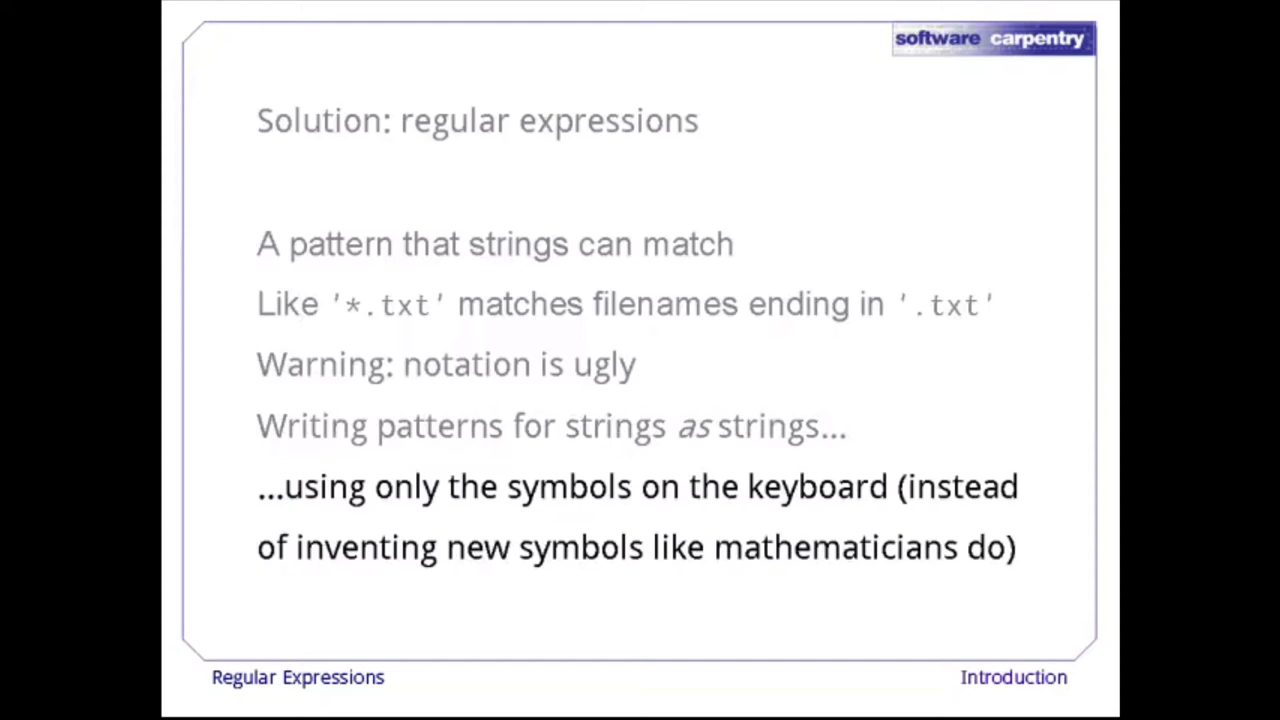 software carpentry
Solution: regular expressions
A pattern that strings can match
Like '*.txt' matches filenames ending in '.txt'
Warning: notation is ugly
Writing patterns for strings as strings...
...using only the symbols on the keyboard (instead
of inventing new symbols like mathematicians do)
Regular Expressions
Introduction